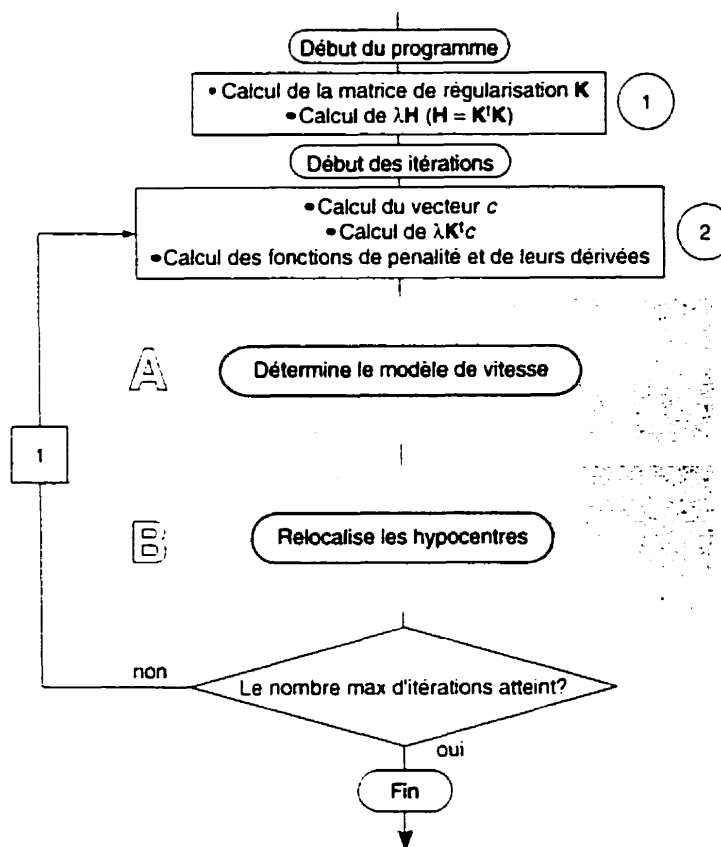 Début du programme
• Calcul de la matrice de régularisation K
• Calcul de λH (H = KᵗK)
1
Début des itérations
• Calcul du vecteur c
• Calcul de λKᵗc
• Calcul des fonctions de pénalité et de leurs dérivées
2
A
Détermine le modèle de vitesse
1
B
Relocalise les hypocentres
non
Le nombre max d'itérations atteint?
oui
Fin